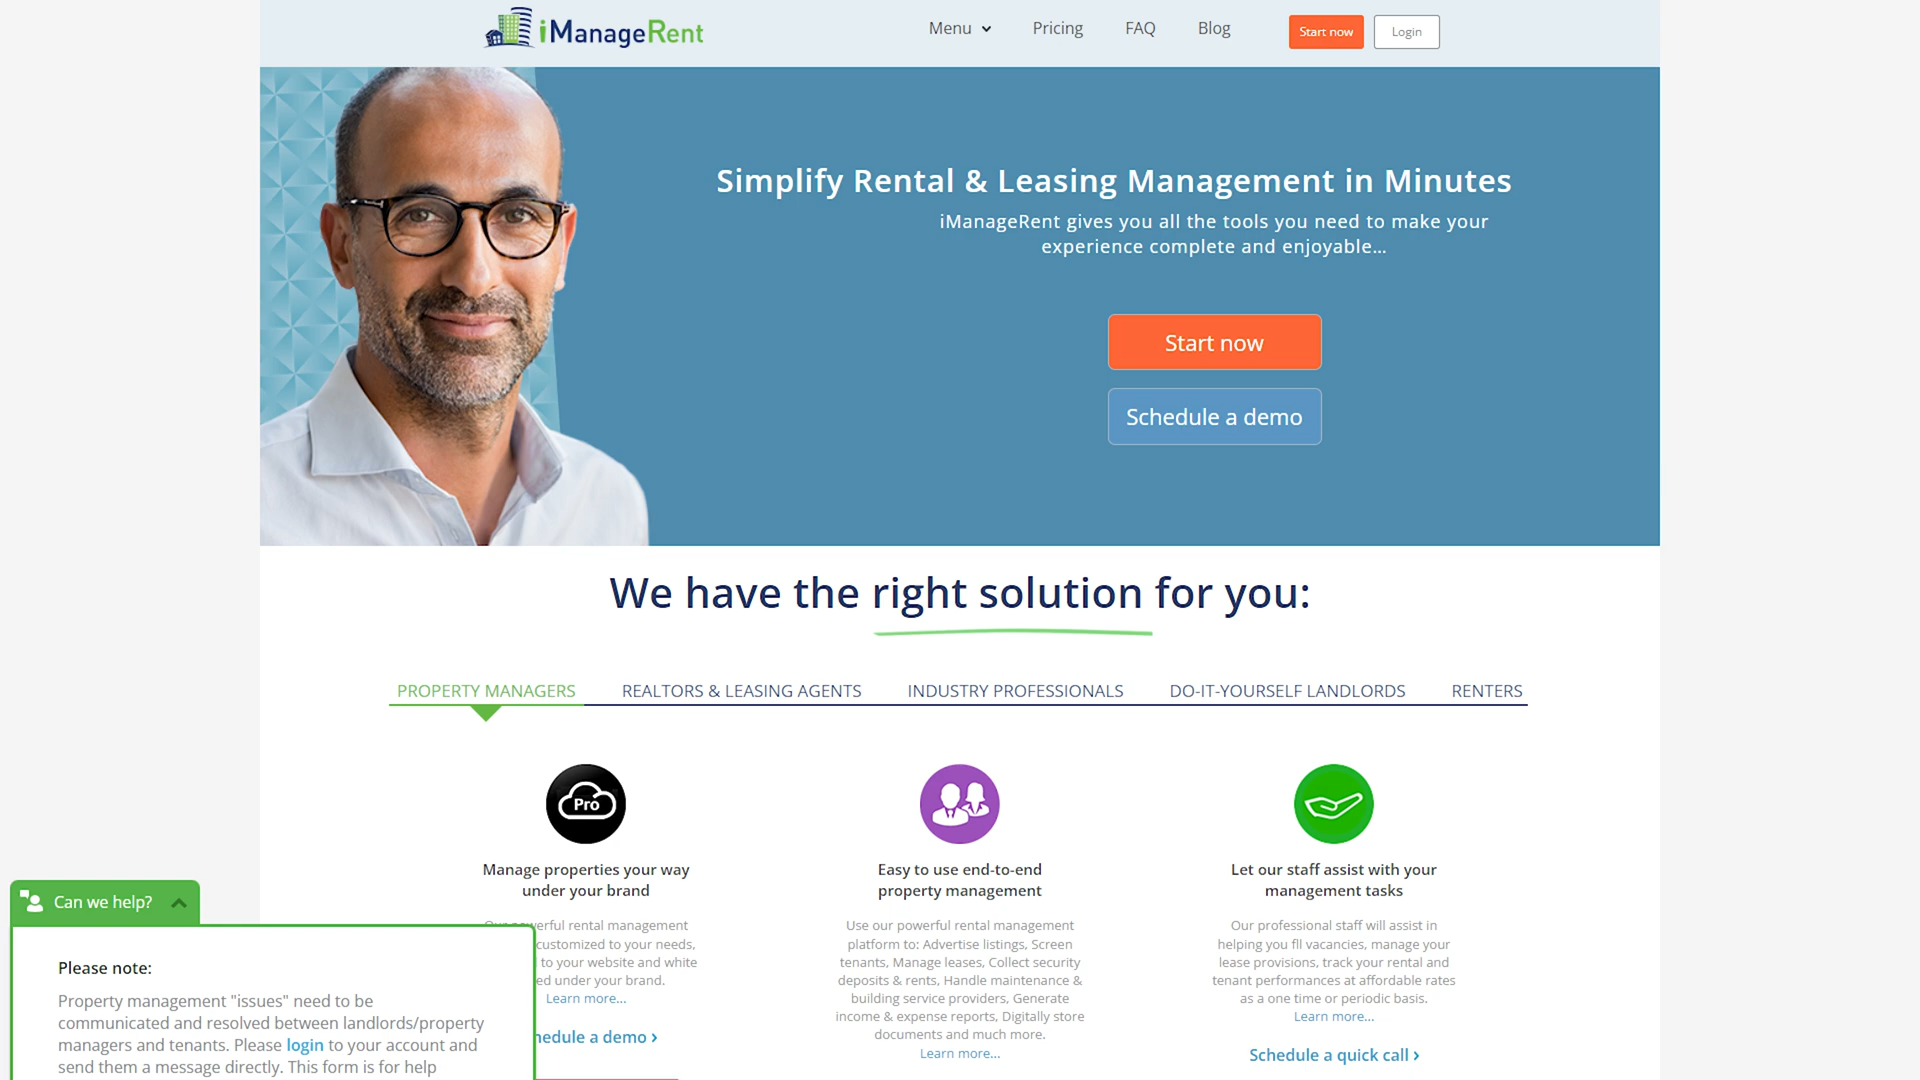 iManageRent
Menu
Pricing
FAQ
Blog
Start now
Login
Simplify Rental & Leasing Management in Minutes
iManageRent gives you all the tools you need to make your
experience complete and enjoyable...
Start now
Schedule a demo
We have the right solution for you:
PROPERTY MANAGERS
REALTORS & LEASING AGENTS
INDUSTRY PROFESSIONALS
DO-IT-YOURSELF LANDLORDS
RENTERS
Pro
Manage properties your way
under your brand
rental management
customized to your needs,
to your website and white
under your brand.
Learn more...
a demo ›
Easy to use end-to-end
property management
Use our powerful rental management
platform to: Advertise listings, Screen
tenants, Manage leases, Collect security
deposits & rents, Handle maintenance &
building service providers, Generate
income & expense reports, Digitally store
documents and much more.
Learn more...
Let our staff assist with your
management tasks
Our professional staff will assist in
helping you fll vacancies, manage your
lease provisions, track your rental and
tenant performances at affordable rates
as a one time or periodic basis.
Learn more...
Schedule a quick call ›
Can we help?
Please note:
Property management "issues" need to be
communicated and resolved between landlords/property
managers and tenants. Please login to your account and
send them a message directly. This form is for help